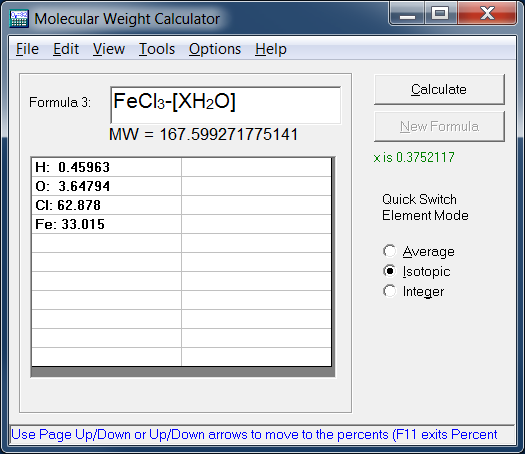 Molecular Weight Calculator
File Edit View Tools Options Help
Formula 3:
FeCl3-[XH2O]
MW = 167.599271775141
H: 0.45963
O: 3.64794
Cl: 62.878
Fe: 33.015
Calculate
New Formula
x is 0.3752117
Quick Switch
Element Mode
Average
Isotopic
Integer
Use Page Up/Down or Up/Down arrows to move to the percents (F11 exits Percent